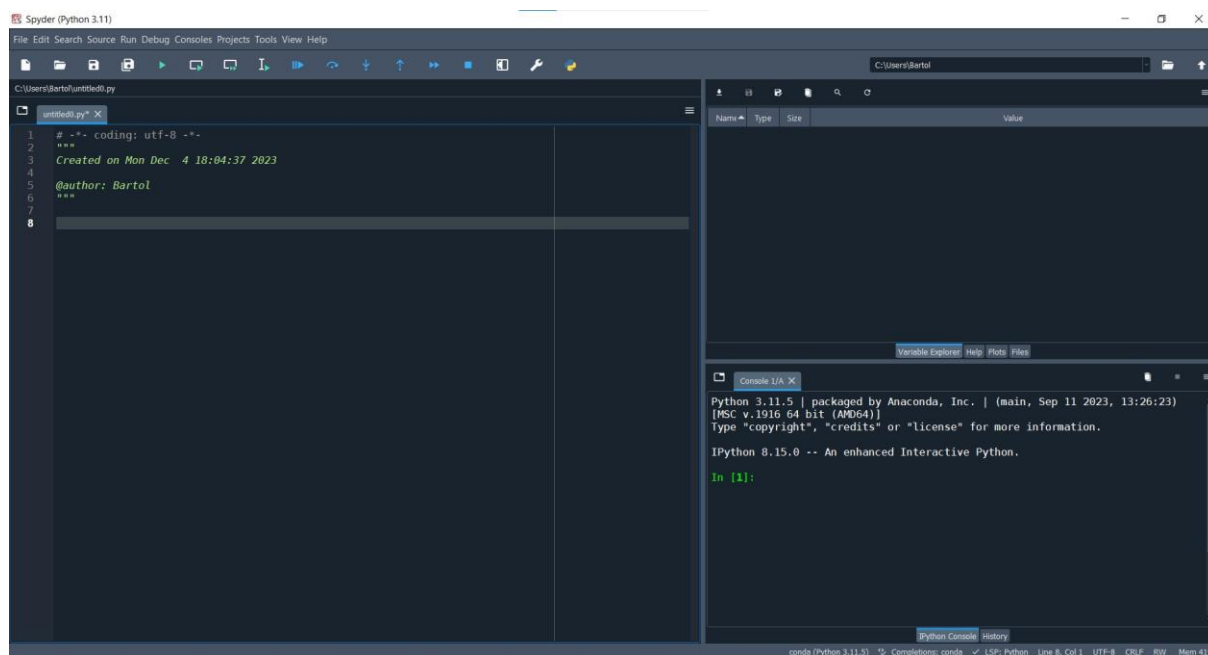 Spyder (Python 3.11)
File Edit Search Source Run Debug Consoles Projects Tools View Help
C:\Users\Bartol
C:\Users\Bartol\untitled0.py
untitled0.py*
1 # -*- coding: utf-8 -*-
2 """
3 Created on Mon Dec  4 18:04:37 2023
4
5 @author: Bartol
6 """
7
8
Name Type Size Value
Variable Explorer Help Plots Files
Console 1/A
Python 3.11.5 | packaged by Anaconda, Inc. | (main, Sep 11 2023, 13:26:23)
[MSC v.1916 64 bit (AMD64)]
Type "copyright", "credits" or "license" for more information.
IPython 8.15.0 -- An enhanced Interactive Python.
In [1]:
IPython Console History
conda (Python 3.11.5) Completions: conda LSP: Python Line 8, Col 1 UTF-8 CRLF RW Mem 41